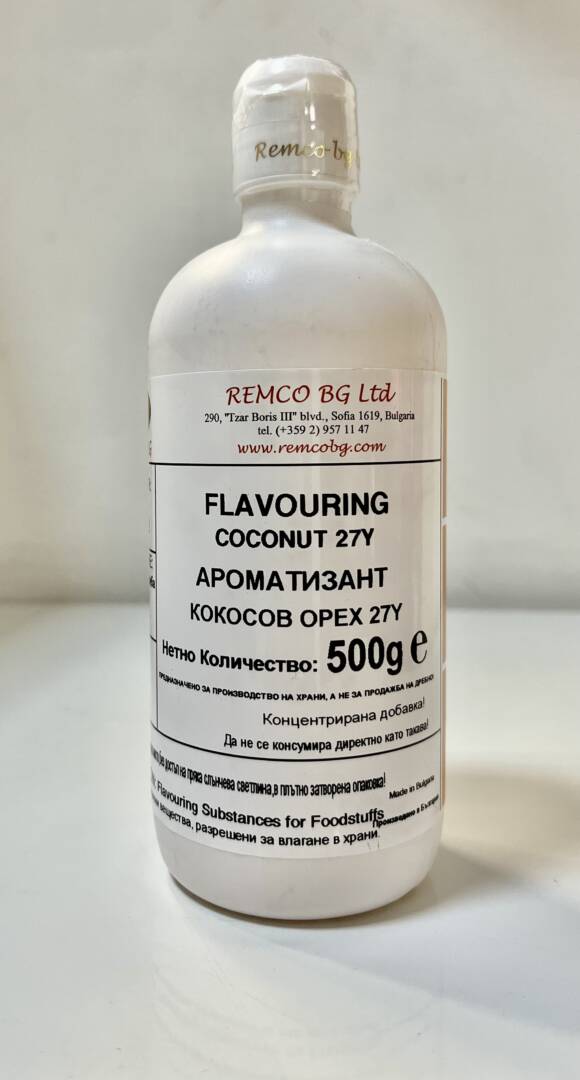 Remco-bg
REMCO BG Ltd
290, "Tzar Boris III" blvd., Sofia 1619, Bulgaria
tel. (+359 2) 957 11 47
www.remcobg.com
FLAVOURING
COCONUT 27Y
АРОМАТИЗАНТ
КОКОСОВ ОРЕХ 27Y
Нетно Количество: 500g e
ПРЕДНАЗНАЧЕНО ЗА ПРОИЗВОДСТВО НА ХРАНИ, А НЕ ЗА ПРОДАЖБА НА ДРЕБНО!
Концентрирана добавка!
Да не се консумира директно като такава!
без достъп на пряка слънчева светлина, в плътно затворена опаковка!
Made in Bulgaria
Flavouring Substances for Foodstuffs
Произведено в България
вещества, разрешени за влагане в храни.